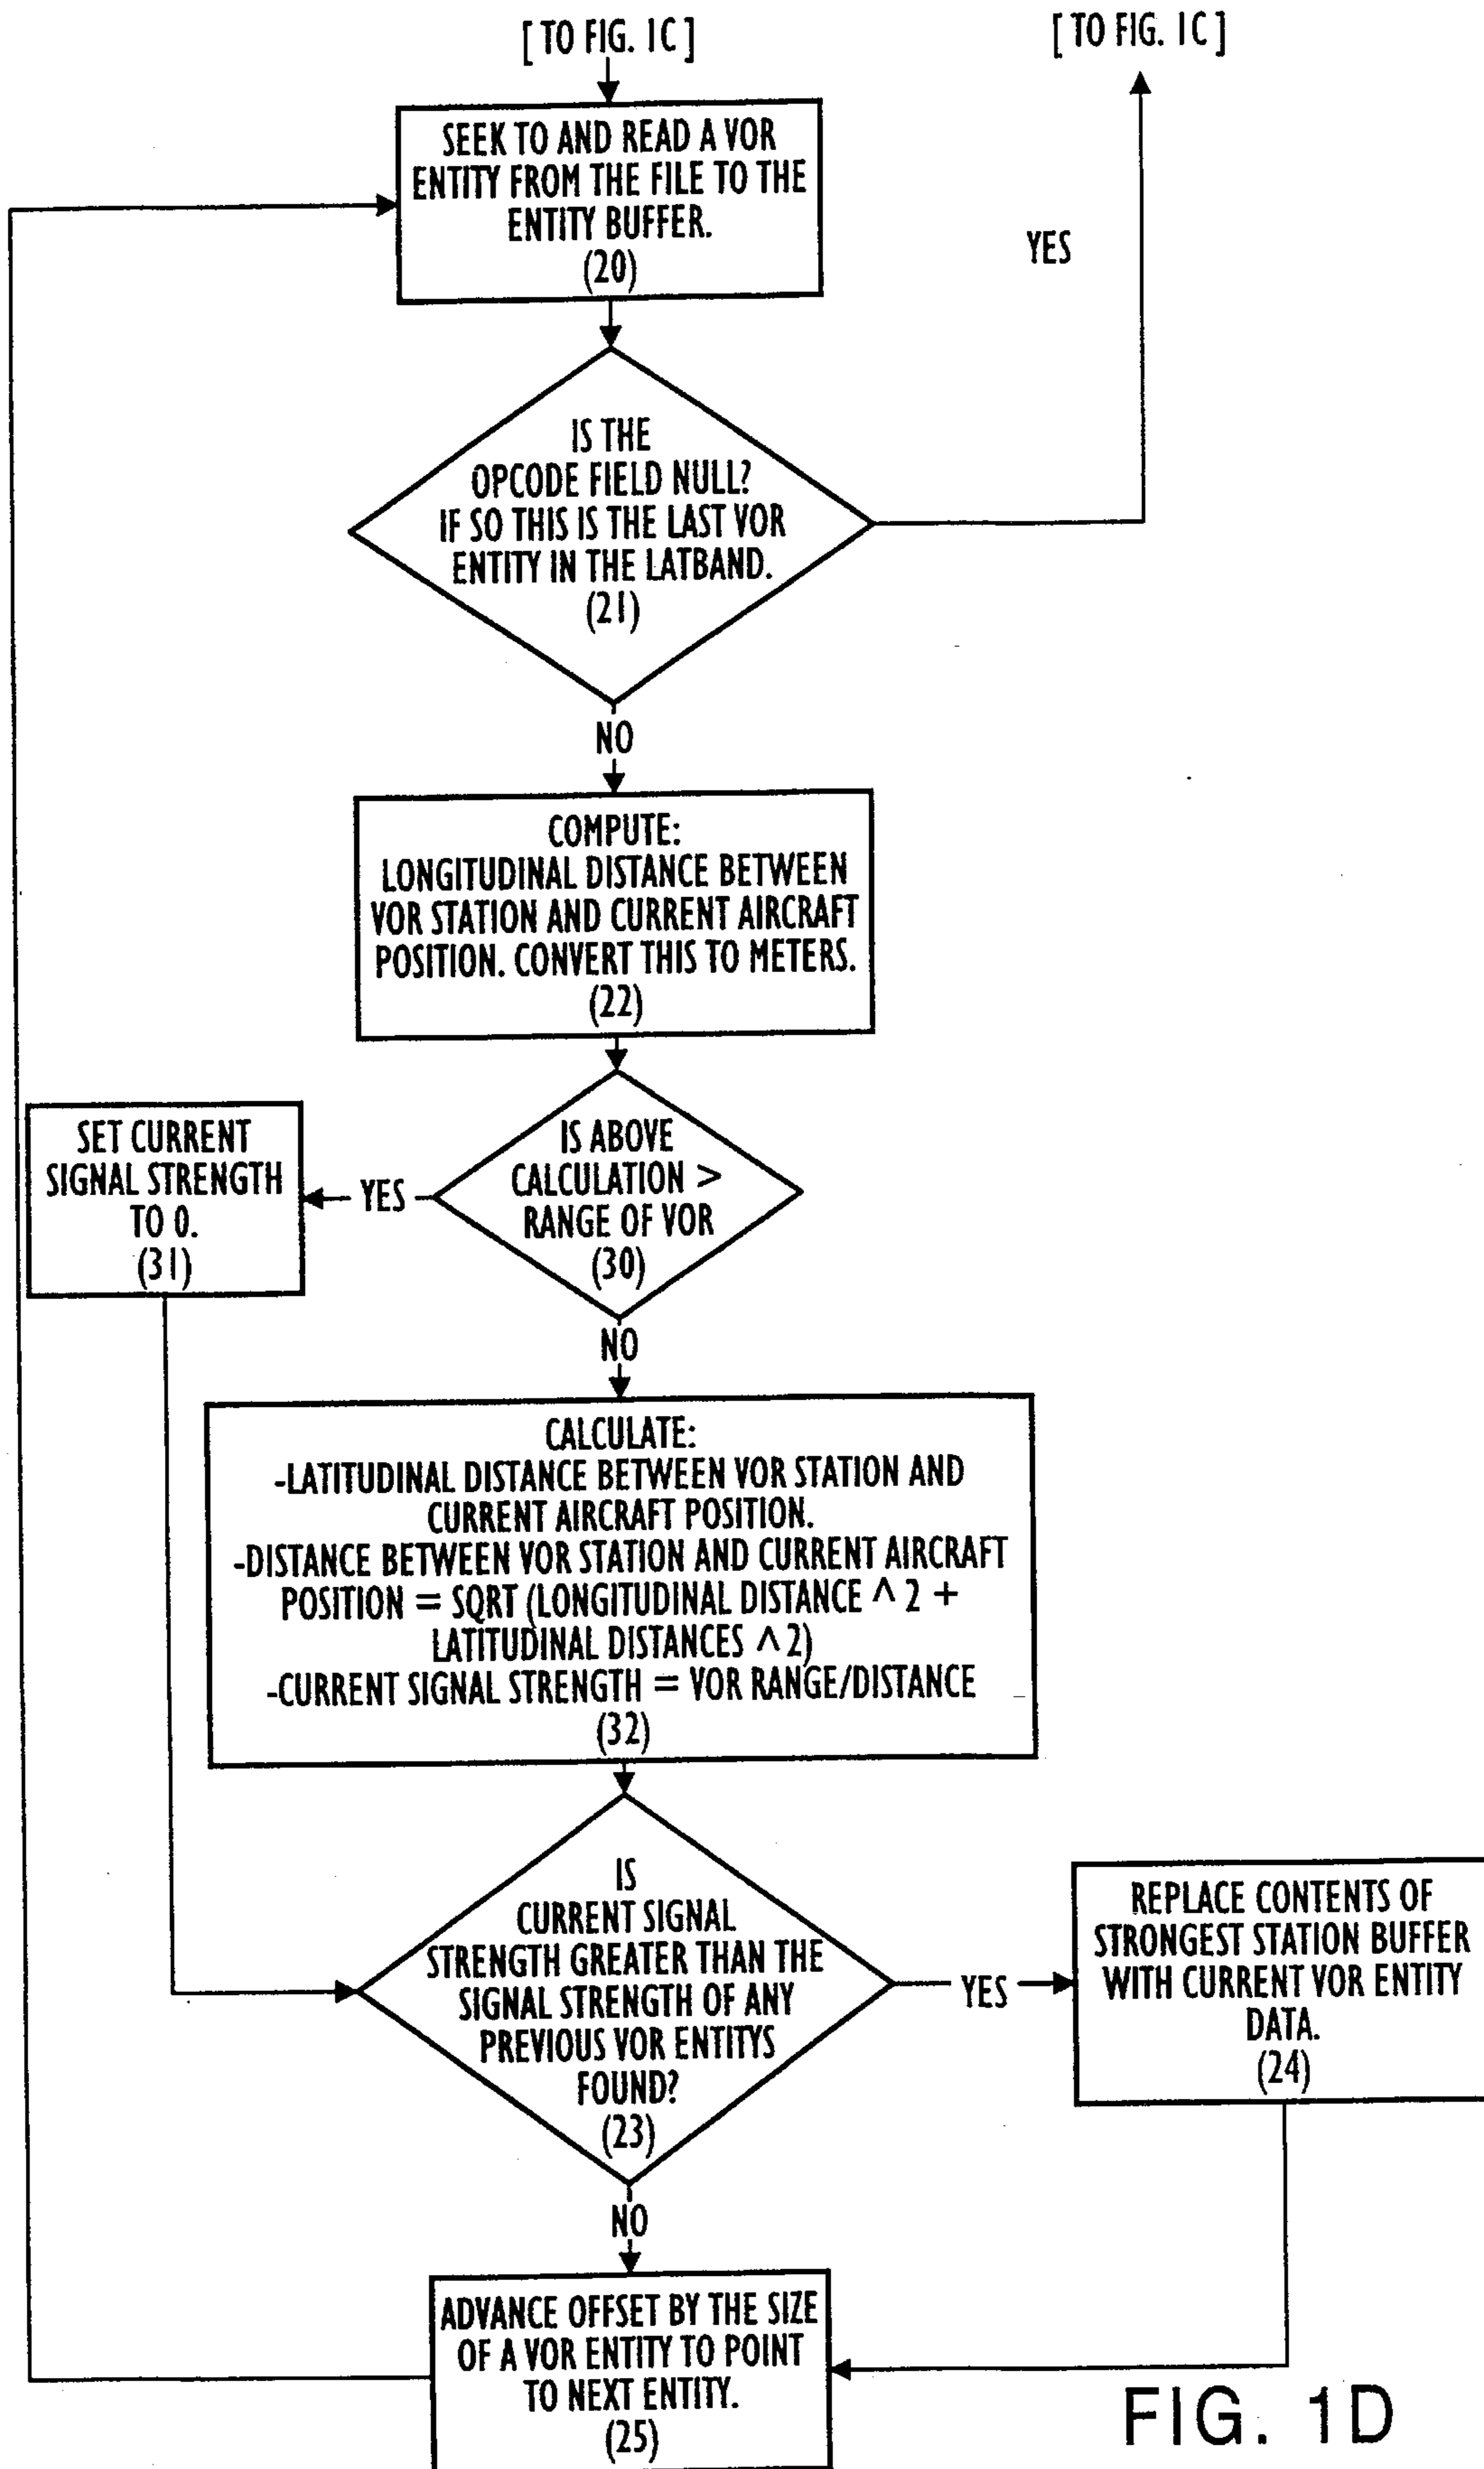 [ TO FIG. 1C ]
[ TO FIG. 1C ]
SEEK TO AND READ A VOR
ENTITY FROM THE FILE TO THE
ENTITY BUFFER.
(20)
YES
IS THE
OPCODE FIELD NULL?
IF SO THIS IS THE LAST VOR
ENTITY IN THE LATBAND.
(21)
NO
COMPUTE:
LONGITUDINAL DISTANCE BETWEEN
VOR STATION AND CURRENT AIRCRAFT
POSITION. CONVERT THIS TO METERS.
(22)
IS ABOVE
CALCULATION >
RANGE OF VOR
(30)
YES
SET CURRENT
SIGNAL STRENGTH
TO 0.
(31)
NO
CALCULATE:
-LATITUDINAL DISTANCE BETWEEN VOR STATION AND
CURRENT AIRCRAFT POSITION.
-DISTANCE BETWEEN VOR STATION AND CURRENT AIRCRAFT
POSITION = SQRT (LONGITUDINAL DISTANCE ^ 2 +
LATITUDINAL DISTANCES ^2)
-CURRENT SIGNAL STRENGTH = VOR RANGE/DISTANCE
(32)
IS
CURRENT SIGNAL
STRENGTH GREATER THAN THE
SIGNAL STRENGTH OF ANY
PREVIOUS VOR ENTITYS
FOUND?
(23)
YES
REPLACE CONTENTS OF
STRONGEST STATION BUFFER
WITH CURRENT VOR ENTITY
DATA.
(24)
NO
ADVANCE OFFSET BY THE SIZE
OF A VOR ENTITY TO POINT
TO NEXT ENTITY.
(25)
FIG. 1D